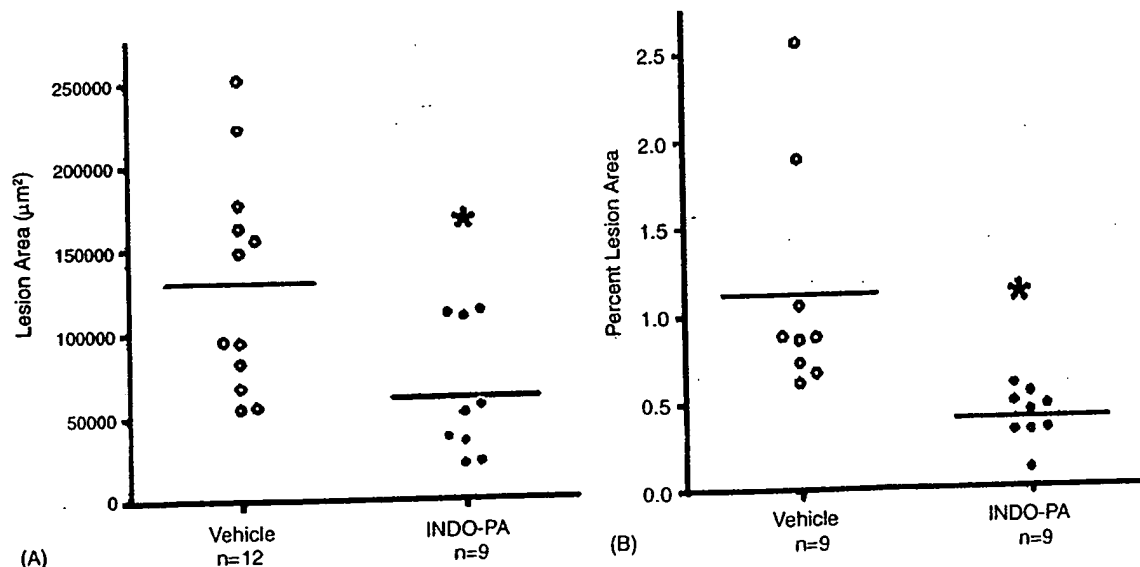 Lesion Area (μm²)
250000
200000
150000
100000
50000
0
*
Vehicle
n=12
INDO-PA
n=9
(A)
Percent Lesion Area
2.5
2.0
1.5
1.0
0.5
0.0
*
Vehicle
n=9
INDO-PA
n=9
(B)